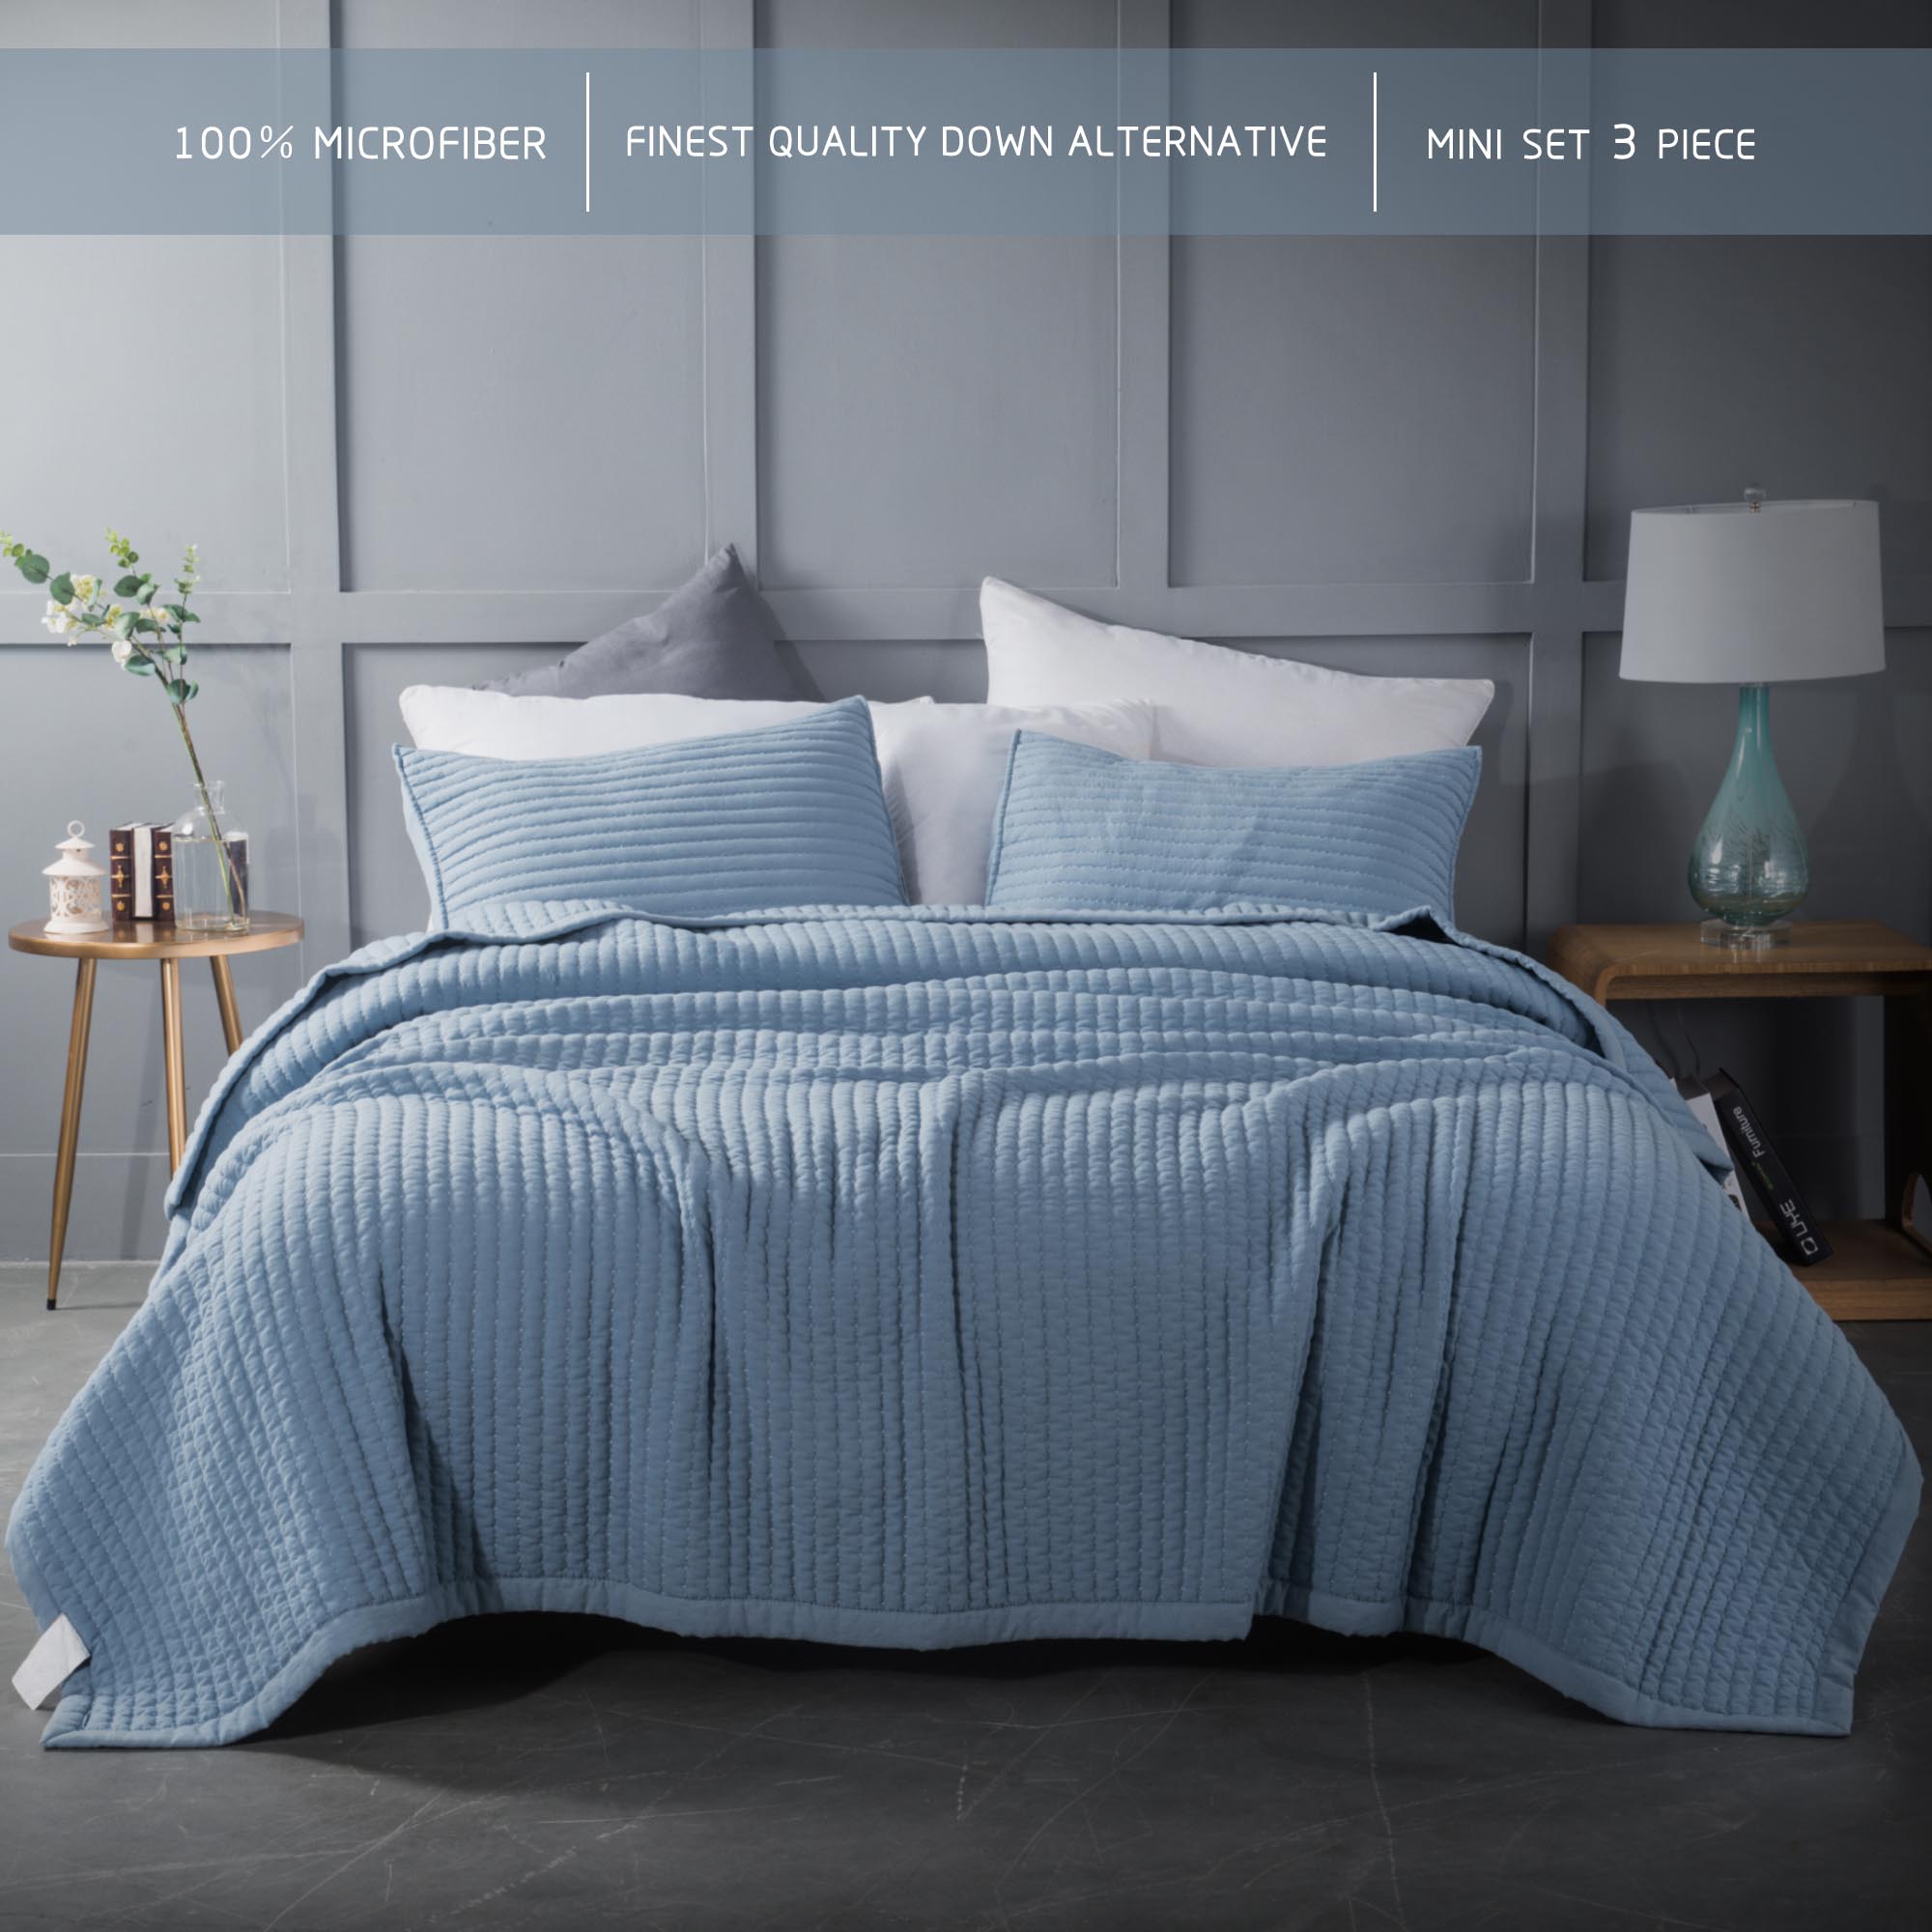 100% MICROFIBER
FINEST QUALITY DOWN ALTERNATIVE
MINI SET 3 PIECE
Furniture